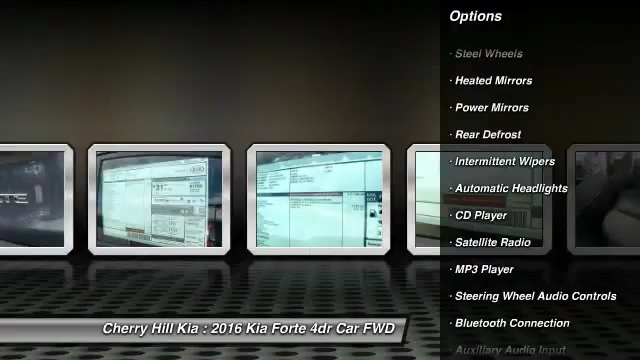 Options
· Steel Wheels
· Heated Mirrors
· Power Mirrors
· Rear Defrost
· Intermittent Wipers
· Automatic Headlights
· CD Player
· Satellite Radio
· MP3 Player
· Steering Wheel Audio Controls
· Bluetooth Connection
· Auxiliary Audio Input
Cherry Hill Kia : 2016 Kia Forte 4dr Car FWD